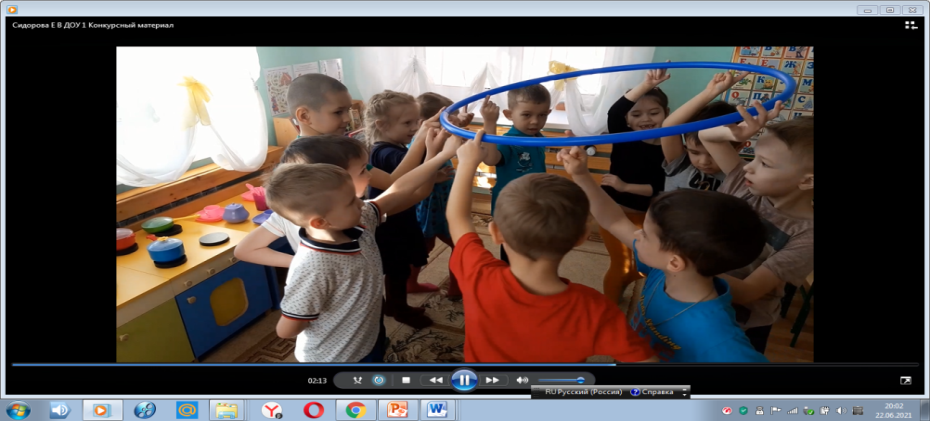 Сидорова Е В ДОУ 1 Конкурсный материал
В Ж
02:13
RU Русский (Россия) Справка
20:02
22.06.2021